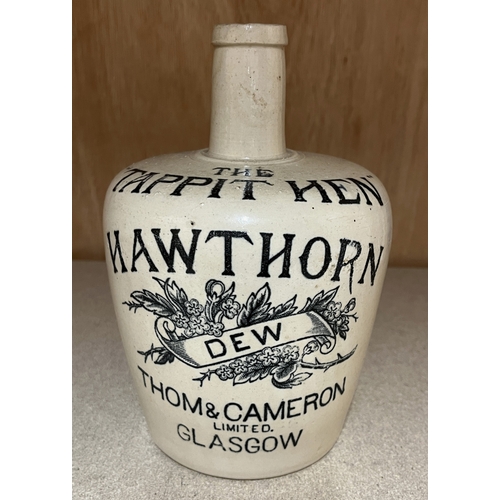 THE
"TAPPIT HEN"
HAWTHORN
DEW
THOM & CAMERON
LIMITED.
GLASGOW